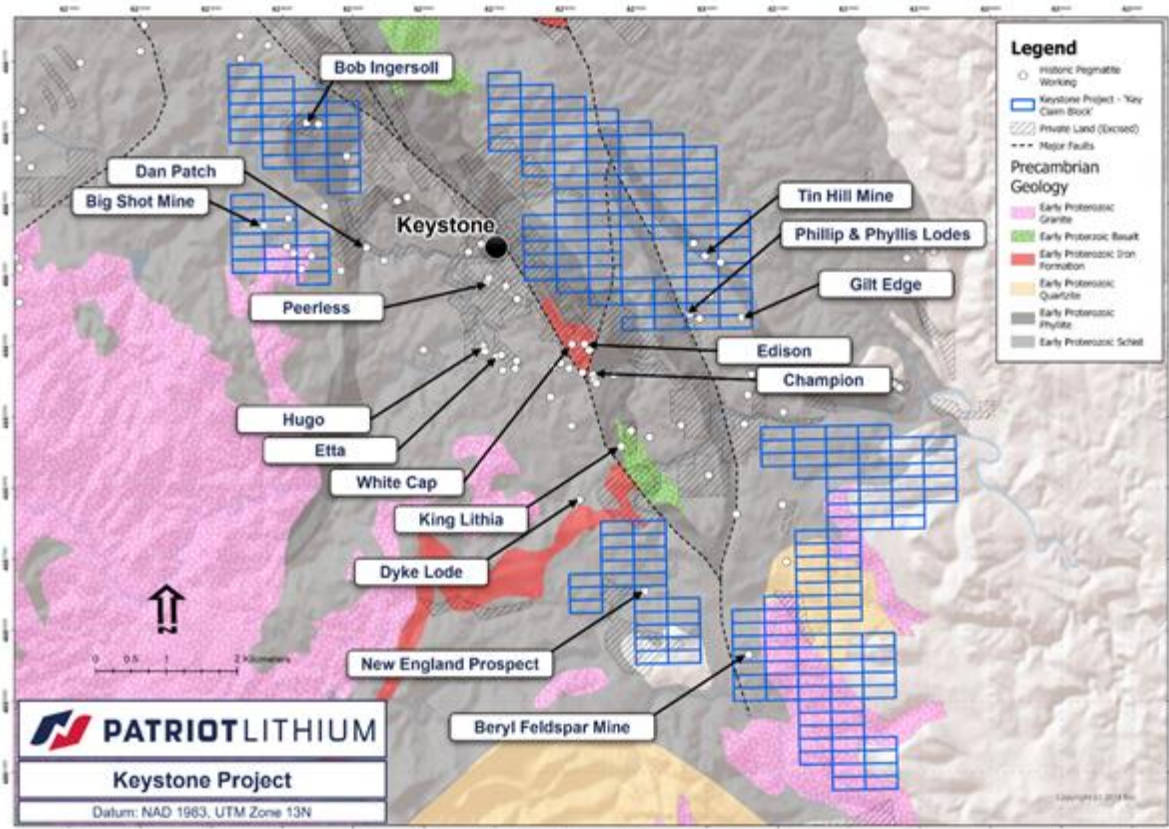 Bob Ingersoll
Dan Patch
Big Shot Mine
Keystone
Peerless
Tin Hill Mine
Phillip & Phyllis Lodes
Gilt Edge
Edison
Champion
Hugo
Etta
White Cap
King Lithia
Dyke Lode
New England Prospect
Beryl Feldspar Mine
Legend
Historic Pegmatite
Working
Keystone Project - 'Key
Claim Block'
Private Land (Excised)
Major Faults
Precambrian
Geology
Early Proterozoic
Granite
Early Proterozoic Basalt
Early Proterozoic Iron
Formation
Early Proterozoic
Quartzite
Early Proterozoic
Phyllite
Early Proterozoic Schist
N
0 0.5 1 2 Kilometers
PATRIOT LITHIUM
Keystone Project
Datum: NAD 1983, UTM Zone 13N